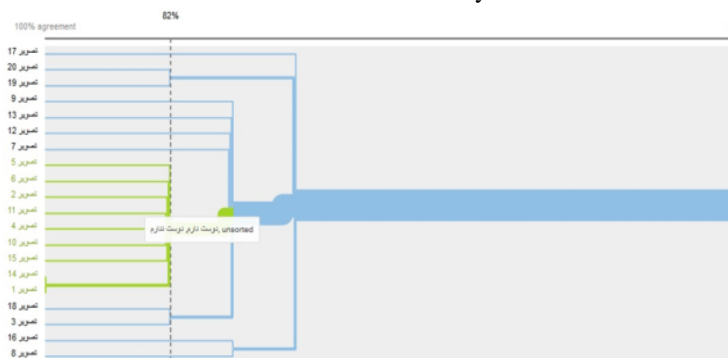 82%
100% agreement
تصویر 17
تصویر 20
تصویر 19
تصویر 9
تصویر 13
تصویر 12
تصویر 7
تصویر 5
تصویر 6
تصویر 2
تصویر 11
تصویر 4
دوست دارم, دوست ندارم, unsorted
تصویر 10
تصویر 15
تصویر 14
تصویر 1
تصویر 18
تصویر 3
تصویر 16
تصویر 8